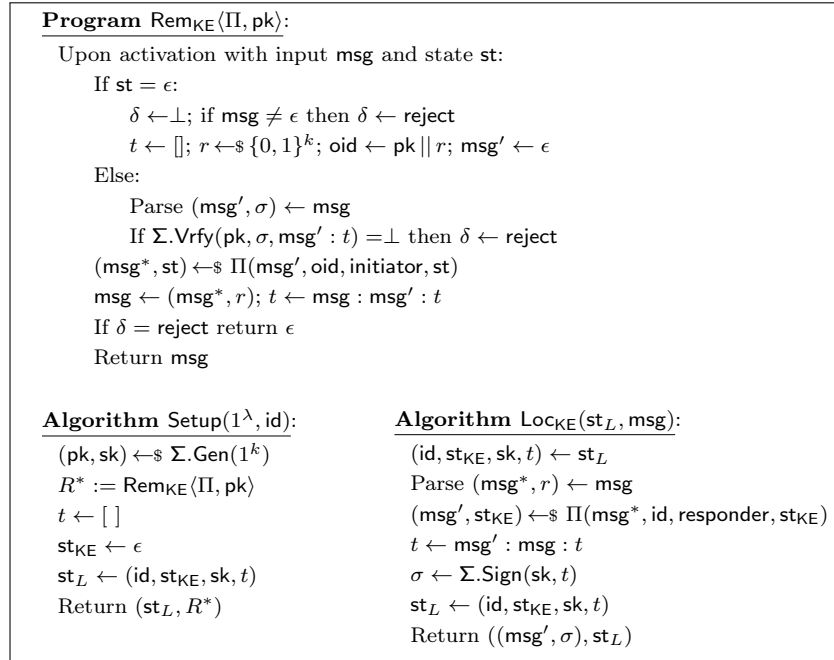 Program Rem_KE⟨Π, pk⟩:
Upon activation with input msg and state st:
If st = ϵ:
δ ←⊥; if msg ≠ ϵ then δ ← reject
t ← []; r ←$ {0, 1}^k; oid ← pk || r; msg′ ← ϵ
Else:
Parse (msg′, σ) ← msg
If Σ.Vrfy(pk, σ, msg′ : t) =⊥ then δ ← reject
(msg*, st) ←$ Π(msg′, oid, initiator, st)
msg ← (msg*, r); t ← msg : msg′ : t
If δ = reject return ϵ
Return msg
Algorithm Setup(1^λ, id):
(pk, sk) ←$ Σ.Gen(1^k)
R* := Rem_KE⟨Π, pk⟩
t ← [ ]
st_KE ← ϵ
st_L ← (id, st_KE, sk, t)
Return (st_L, R*)
Algorithm Loc_KE(st_L, msg):
(id, st_KE, sk, t) ← st_L
Parse (msg*, r) ← msg
(msg′, st_KE) ←$ Π(msg*, id, responder, st_KE)
t ← msg′ : msg : t
σ ← Σ.Sign(sk, t)
st_L ← (id, st_KE, sk, t)
Return ((msg′, σ), st_L)